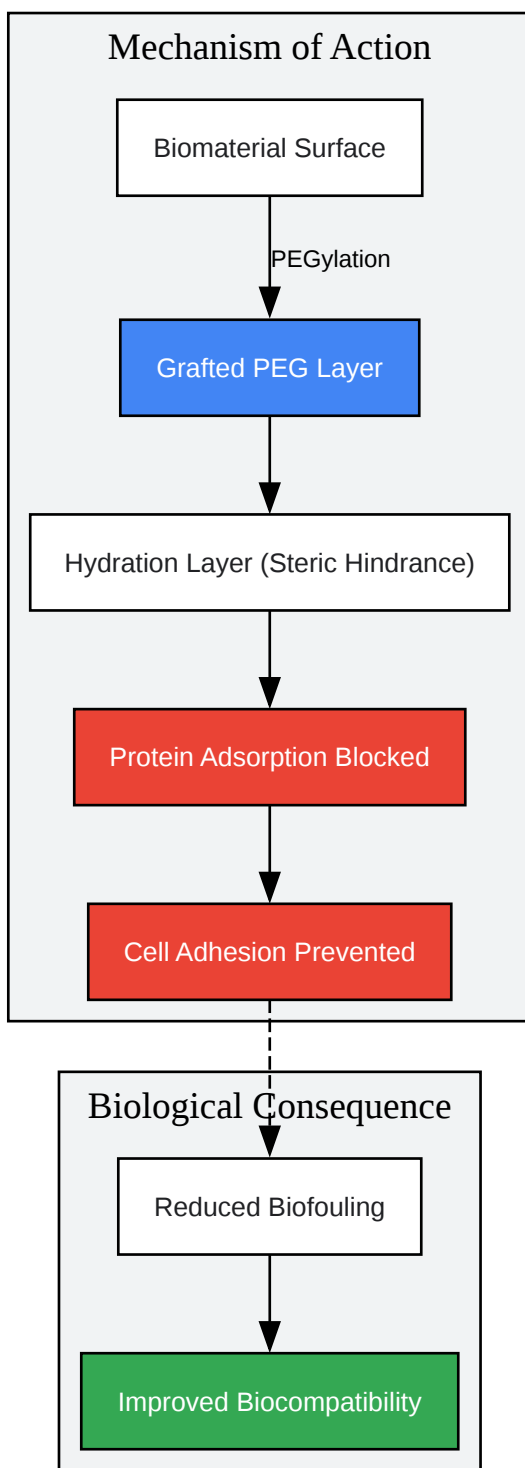 Mechanism of Action
Biomaterial Surface
PEGylation
Grafted PEG Layer
Hydration Layer (Steric Hindrance)
Protein Adsorption Blocked
Cell Adhesion Prevented
Biological Consequence
Reduced Biofouling
Improved Biocompatibility